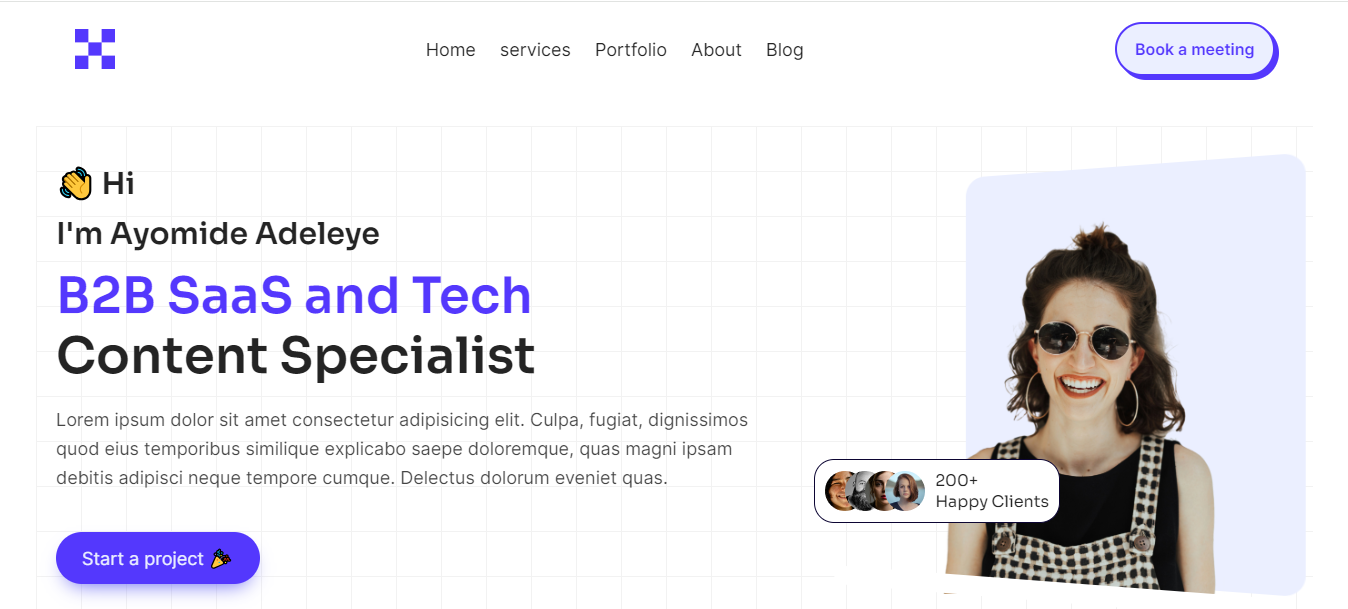 Home services Portfolio About Blog
Book a meeting
Hi
I'm Ayomide Adeleye
B2B SaaS and Tech
Content Specialist
Lorem ipsum dolor sit amet consectetur adipisicing elit. Culpa, fugiat, dignissimos
quod eius temporibus similique explicabo saepe doloremque, quas magni ipsam
debitis adipisci neque tempore cumque. Delectus dolorum eveniet quas.
200+
Happy Clients
Start a project